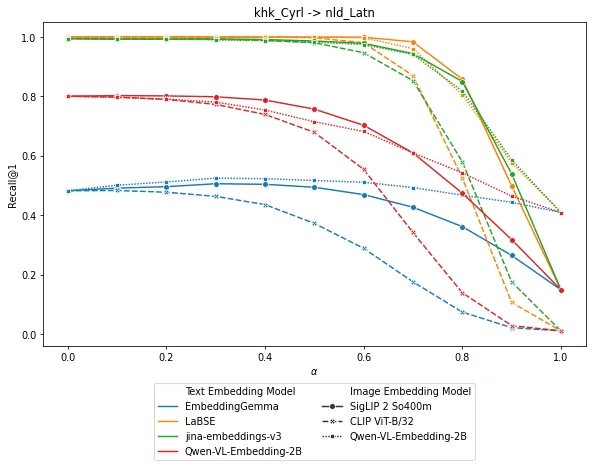 khk_Cyrl -> nld_Latn
Recall@1
1.0
0.8
0.6
0.4
0.2
0.0
0.0 0.2 0.4 0.6 0.8 1.0
α
Text Embedding Model
EmbeddingGemma
LaBSE
jina-embeddings-v3
Qwen-VL-Embedding-2B
Image Embedding Model
SigLIP 2 So400m
CLIP ViT-B/32
Qwen-VL-Embedding-2B